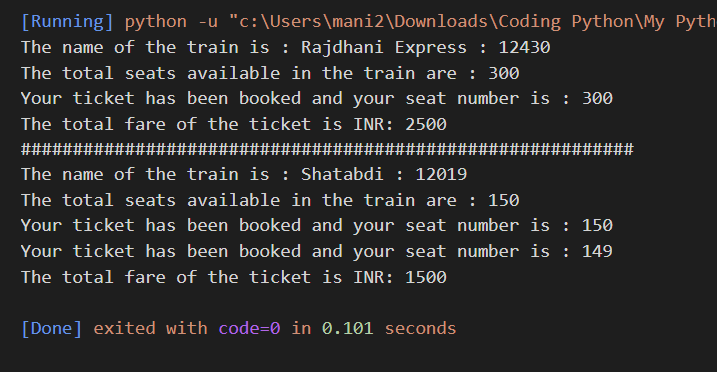 [Running] python -u "c:\Users\mani2\Downloads\Coding Python\My Pyth
The name of the train is : Rajdhani Express : 12430
The total seats available in the train are : 300
Your ticket has been booked and your seat number is : 300
The total fare of the ticket is INR: 2500
############################################################
The name of the train is : Shatabdi : 12019
The total seats available in the train are : 150
Your ticket has been booked and your seat number is : 150
Your ticket has been booked and your seat number is : 149
The total fare of the ticket is INR: 1500
[Done] exited with code=0 in 0.101 seconds